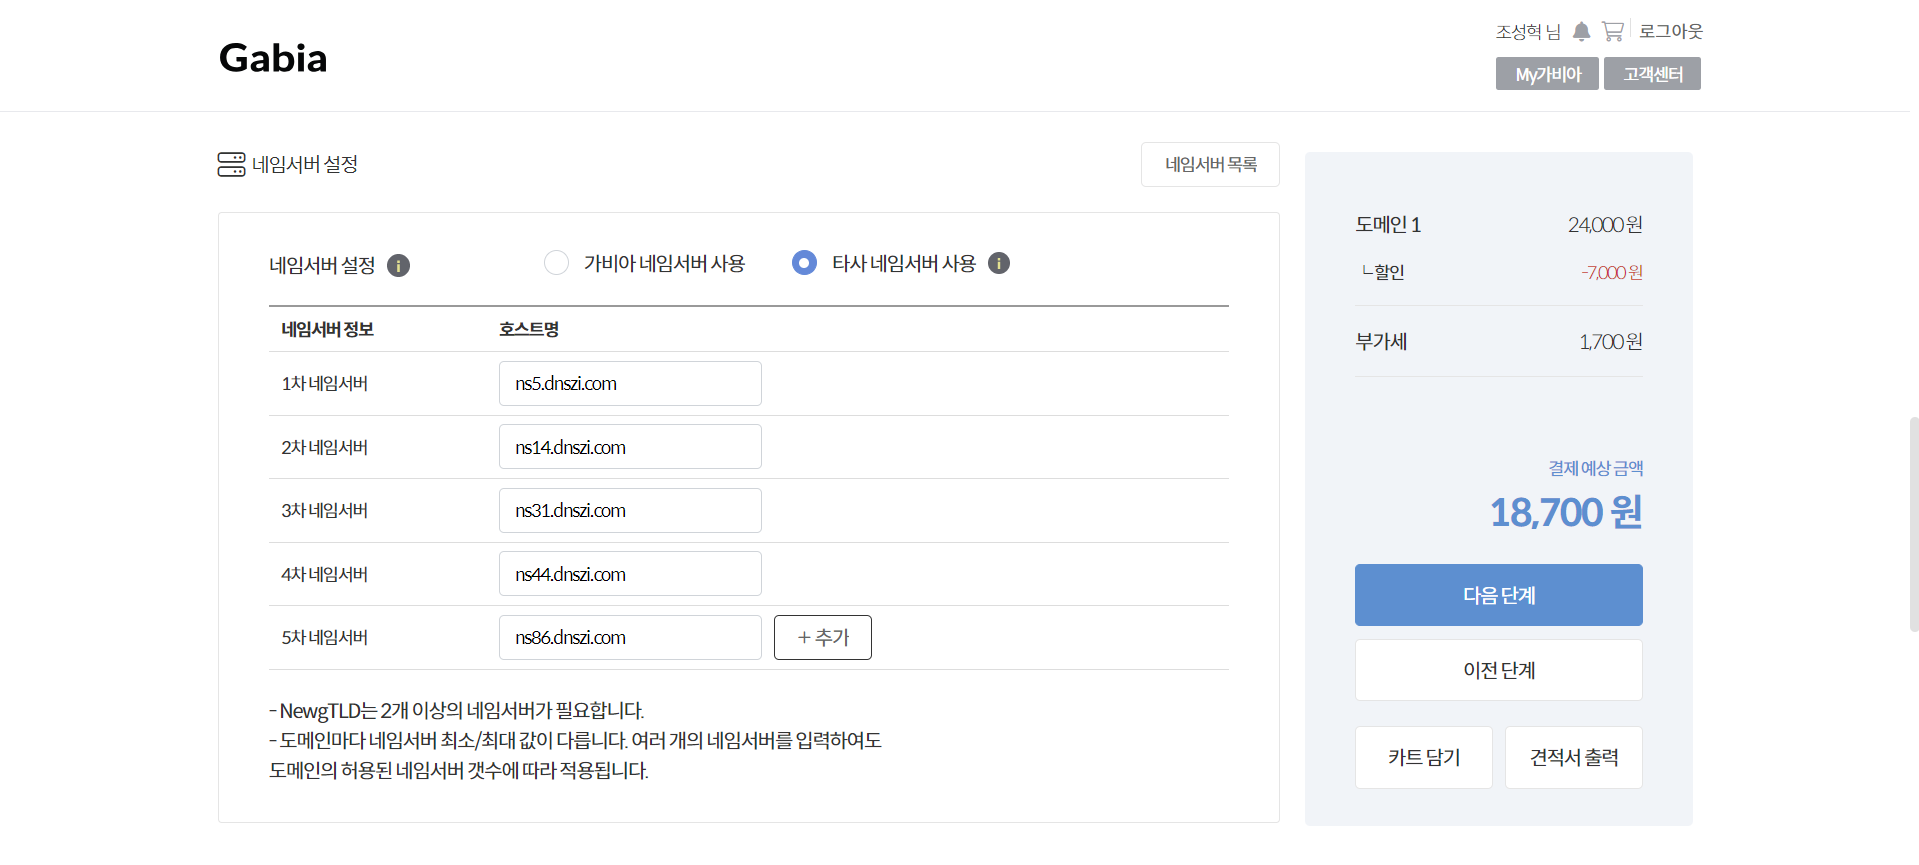 Gabia
조성혁 님
로그아웃
My가비아
고객센터
네임서버 설정
네임서버 목록
네임서버 설정
가비아 네임서버 사용
타사 네임서버 사용
네임서버 정보
호스트명
1차 네임서버
ns5.dnszi.com
2차 네임서버
ns14.dnszi.com
3차 네임서버
ns31.dnszi.com
4차 네임서버
ns44.dnszi.com
5차 네임서버
ns86.dnszi.com
+ 추가
- NewgTLD는 2개 이상의 네임서버가 필요합니다.
- 도메인마다 네임서버 최소/최대 값이 다릅니다. 여러 개의 네임서버를 입력하여도
도메인의 허용된 네임서버 갯수에 따라 적용됩니다.
도메인 1
24,000 원
└ 할인
-7,000 원
부가세
1,700 원
결제 예상 금액
18,700 원
다음 단계
이전 단계
카트 담기
견적서 출력